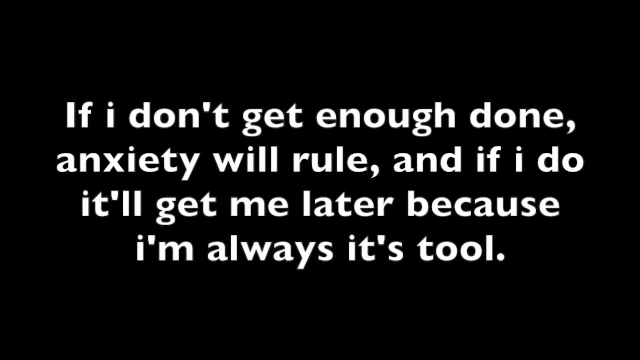 If i don't get enough done,
anxiety will rule, and if i do
it'll get me later because
i'm always it's tool.